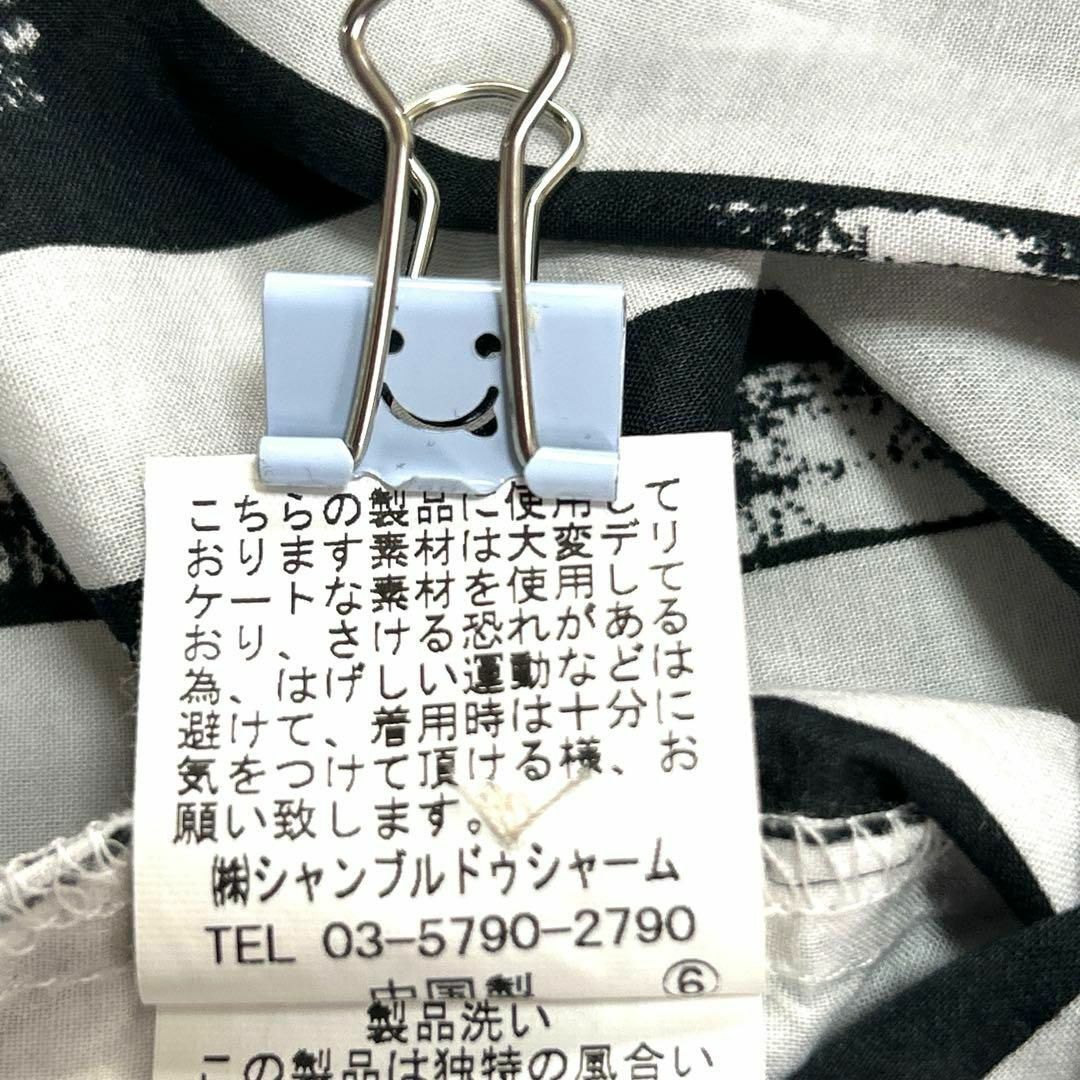 こちらの製品には使用して
おります素材は大変デリ
ケートな素材を使用して
おり、さける恐れがある
為、はげしい運動などは
避けて、着用時は十分に
気をつけて頂ける様、お
願い致します。
㈱シャンブルドゥシャーム
TEL 03-5790-2790
中国製 ⑥
製品洗い
この製品は独特の風合い